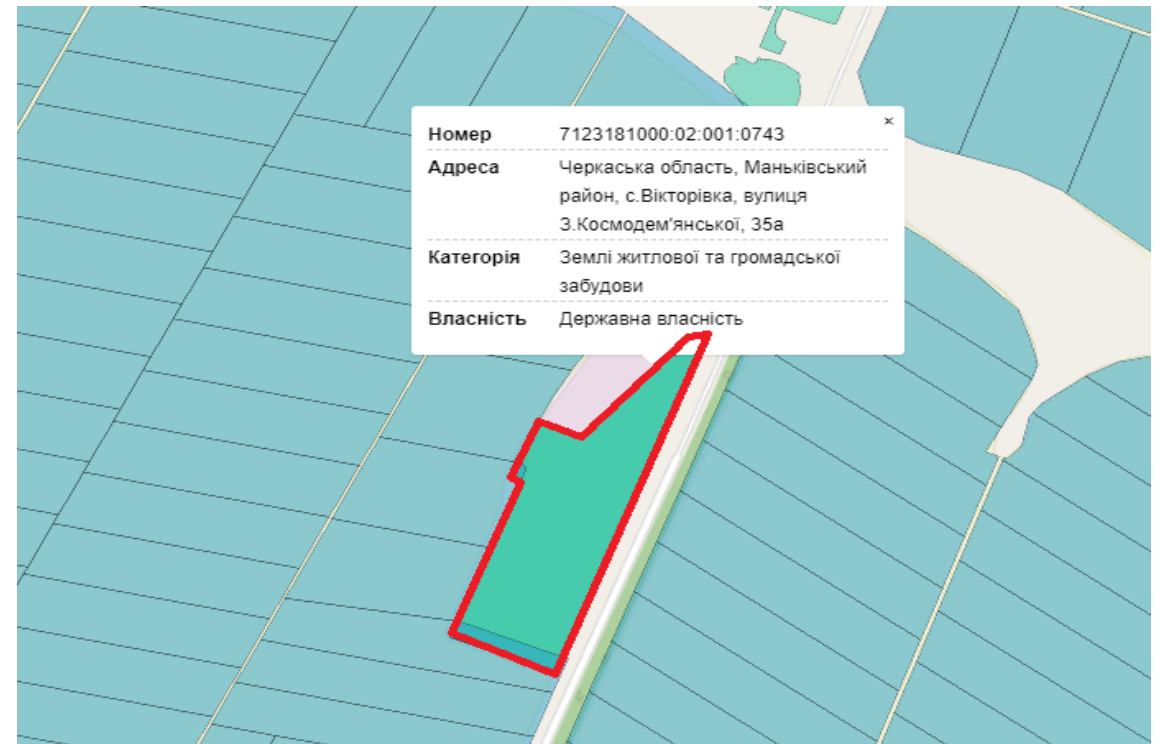 ×
Номер 7123181000:02:001:0743
Адреса Черкаська область, Маньківський
район, с.Вікторівка, вулиця
З.Космодем'янської, 35а
Категорія Землі житлової та громадської
забудови
Власність Державна власність